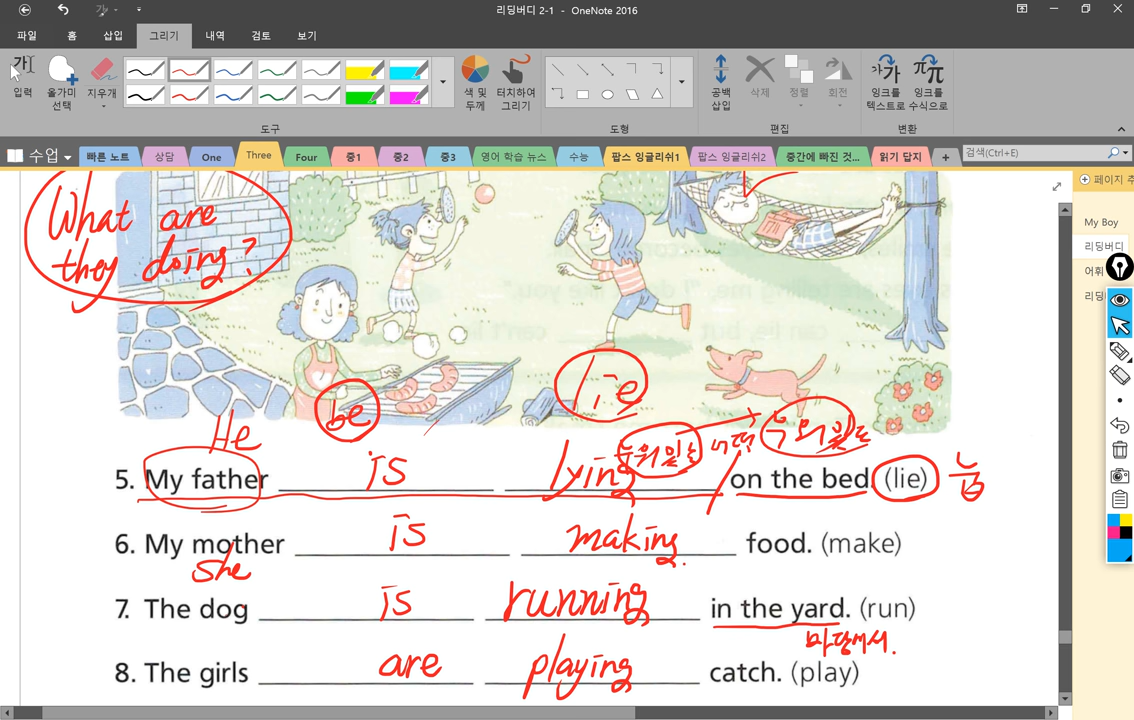 리딩버디 2-1 - OneNote 2016
파일 홈 삽입 그리기 내역 검토 보기
입력 올가미 선택 지우개 색 및 두께 터치하여 그리기 공백 삽입 삭제 정렬 회전 잉크를 텍스트로 잉크를 수식으로
도구 도형 편집 변환
수업 빠른 노트 상담 One Three Four 중1 중2 중3 영어 학습 뉴스 수능 팝스 잉글리쉬1 팝스 잉글리쉬2 중간에 빠진 것... 읽기 답지 검색(Ctrl+E)
페이지 추
My Boy
리딩버디
어휘
리딩
What are
they doing?
be
lie
He
5. My father is lying on the bed. (lie) 눕
6. My mother is making food. (make)
she
7. The dog is running in the yard. (run)
마당에서.
8. The girls are playing catch. (play)